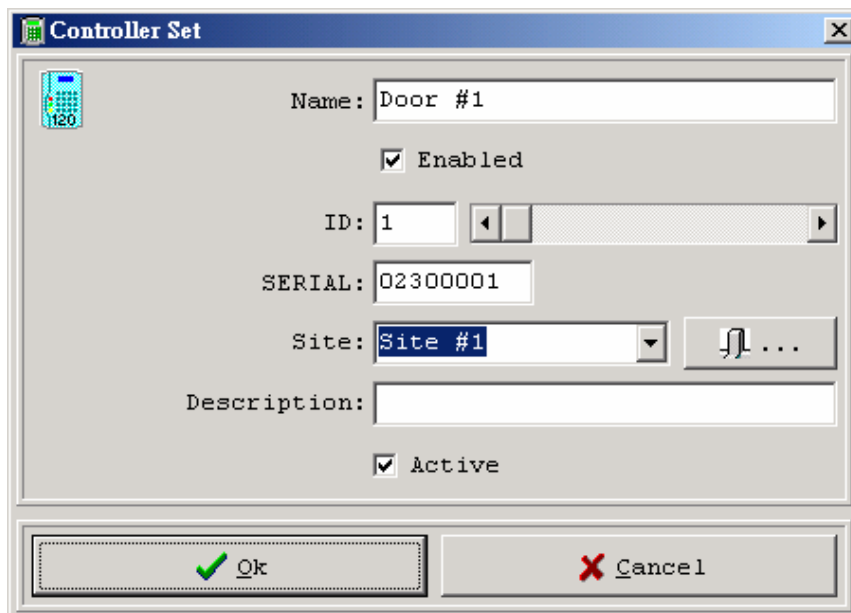 Controller Set
120
Name: Door #1
Enabled
ID: 1
SERIAL: 02300001
Site: Site #1 ...
Description:
Active
Ok Cancel